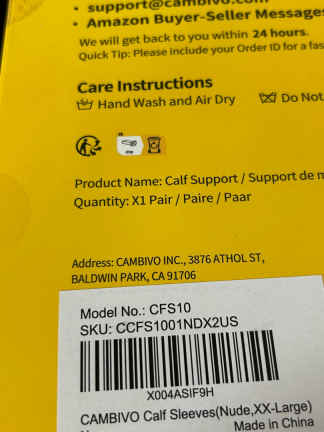 • support@cambivo.com
• Amazon Buyer-Seller Messages
We will get back to you within 24 hours.
Quick Tip: Please include your Order ID for a fas
Care Instructions
Hand Wash and Air Dry Do Not
Product Name: Calf Support / Support de m
Quantity: X1 Pair / Paire / Paar
Address: CAMBIVO INC., 3876 ATHOL ST,
BALDWIN PARK, CA 91706
Model No.: CFS10
SKU: CCFS1001NDX2US
X004ASIF9H
CAMBIVO Calf Sleeves(Nude,XX-Large)
Made in China